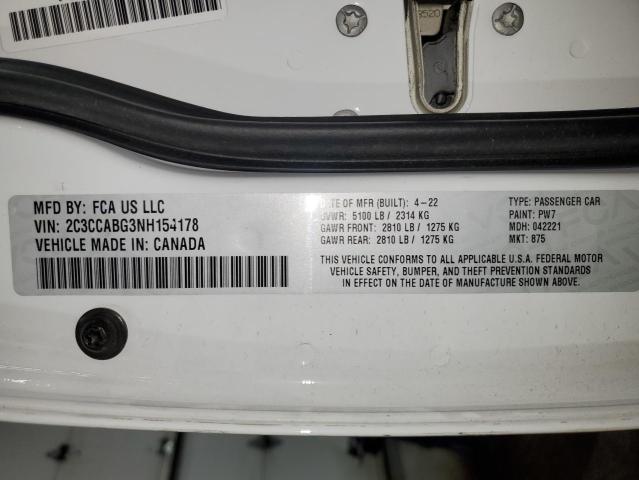 8520
MFD BY: FCA US LLC
VIN: 2C3CCABG3NH154178
VEHICLE MADE IN: CANADA
DATE OF MFR (BUILT): 4-22
GVWR: 5100 LB / 2314 KG
GAWR FRONT: 2810 LB / 1275 KG
GAWR REAR: 2810 LB / 1275 KG
TYPE: PASSENGER CAR
PAINT: PW7
MDH: 042221
MKT: 875
THIS VEHICLE CONFORMS TO ALL APPLICABLE U.S.A. FEDERAL MOTOR
VEHICLE SAFETY, BUMPER, AND THEFT PREVENTION STANDARDS
IN EFFECT ON THE DATE OF MANUFACTURE SHOWN ABOVE.